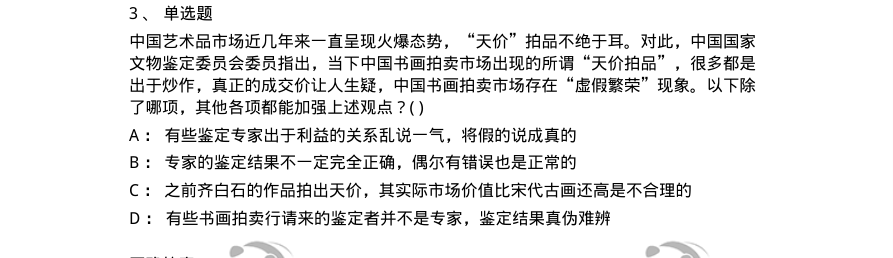 3 、 单选题
中国艺术品市场近几年来一直呈现火爆态势，“天价”拍品不绝于耳。对此，中国国家
文物鉴定委员会委员指出，当下中国书画拍卖市场出现的所谓“天价拍品”，很多都是
出于炒作，真正的成交价让人生疑，中国书画拍卖市场存在“虚假繁荣”现象。以下除
了哪项，其他各项都能加强上述观点？( )
A ： 有些鉴定专家出于利益的关系乱说一气，将假的说成真的
B ： 专家的鉴定结果不一定完全正确，偶尔有错误也是正常的
C ： 之前齐白石的作品拍出天价，其实际市场价值比宋代古画还高是不合理的
D ： 有些书画拍卖行请来的鉴定者并不是专家，鉴定结果真伪难辨